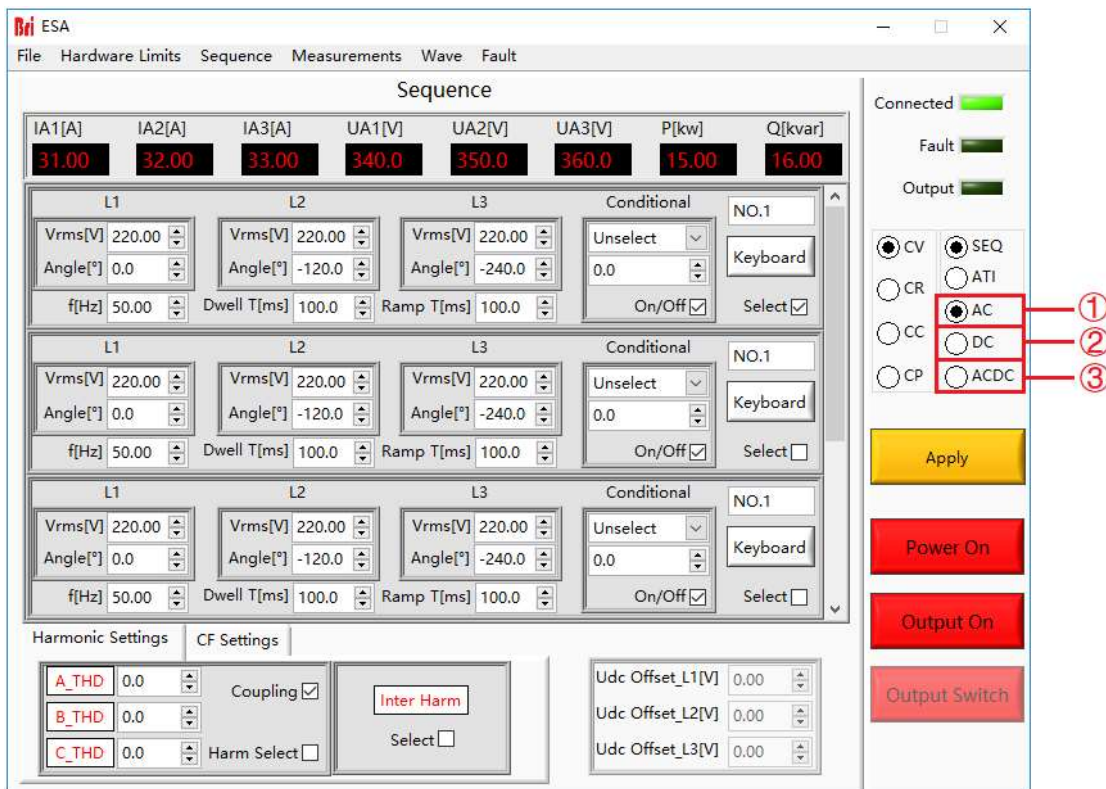 Bri ESA
File Hardware Limits Sequence Measurements Wave Fault
Sequence
IA1[A] IA2[A] IA3[A] UA1[V] UA2[V] UA3[V] P[kw] Q[kvar]
31.00 32.00 33.00 340.0 350.0 360.0 15.00 16.00
L1 L2 L3 Conditional NO.1
Vrms[V] 220.00 Vrms[V] 220.00 Vrms[V] 220.00 Unselect Keyboard
Angle[°] 0.0 Angle[°] -120.0 Angle[°] -240.0 0.0
f[Hz] 50.00 Dwell T[ms] 100.0 Ramp T[ms] 100.0 On/Off Select
L1 L2 L3 Conditional NO.1
Vrms[V] 220.00 Vrms[V] 220.00 Vrms[V] 220.00 Unselect Keyboard
Angle[°] 0.0 Angle[°] -120.0 Angle[°] -240.0 0.0
f[Hz] 50.00 Dwell T[ms] 100.0 Ramp T[ms] 100.0 On/Off Select
L1 L2 L3 Conditional NO.1
Vrms[V] 220.00 Vrms[V] 220.00 Vrms[V] 220.00 Unselect Keyboard
Angle[°] 0.0 Angle[°] -120.0 Angle[°] -240.0 0.0
f[Hz] 50.00 Dwell T[ms] 100.0 Ramp T[ms] 100.0 On/Off Select
Harmonic Settings CF Settings
A_THD 0.0 Coupling
B_THD 0.0
C_THD 0.0 Harm Select
Inter Harm
Select
Udc Offset_L1[V] 0.00
Udc Offset_L2[V] 0.00
Udc Offset_L3[V] 0.00
Connected
Fault
Output
CV
CR
CC
CP
SEQ
ATI
AC ①
DC ②
ACDC ③
Apply
Power On
Output On
Output Switch